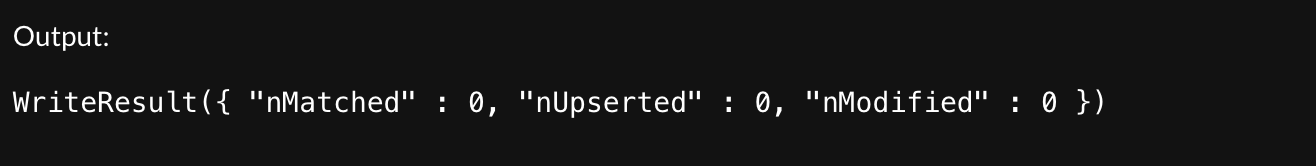 Output:
WriteResult({ "nMatched" : 0, "nUpserted" : 0, "nModified" : 0 })